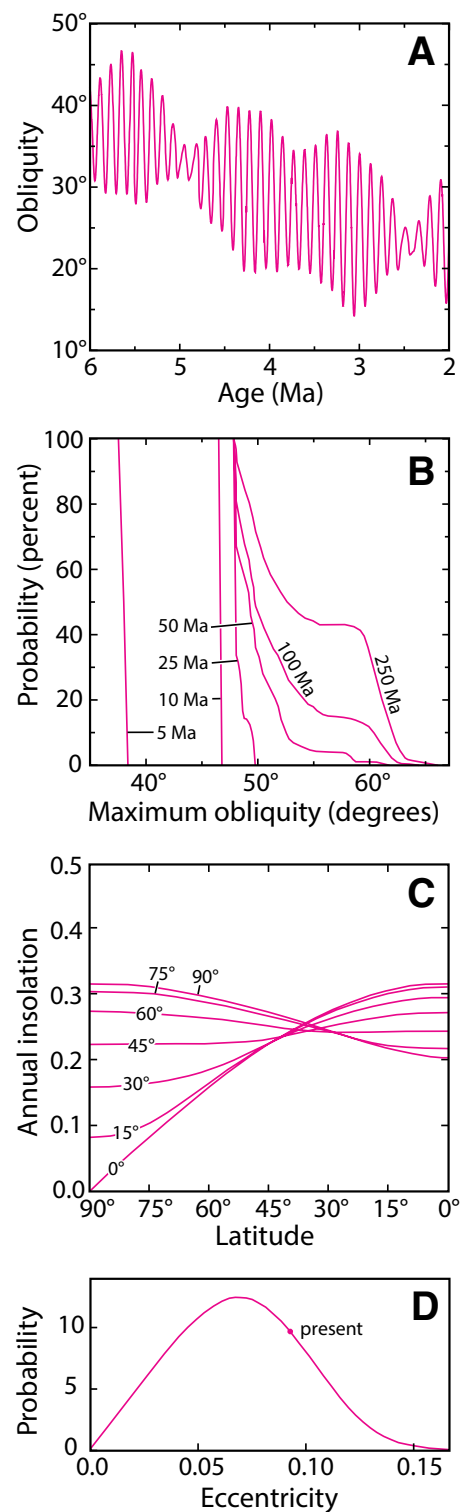 A
50°
40°
30°
20°
10°
Obliquity
6 5 4 3 2
Age (Ma)
B
100
80
60
40
20
0
Probability (percent)
50 Ma
25 Ma
10 Ma
5 Ma
100 Ma
250 Ma
40° 50° 60°
Maximum obliquity (degrees)
C
0.5
0.4
0.3
0.2
0.1
0.0
Annual insolation
75° 90°
60°
45°
30°
15°
0°
90° 75° 60° 45° 30° 15° 0°
Latitude
D
10
5
0
Probability
present
0.0 0.05 0.10 0.15
Eccentricity